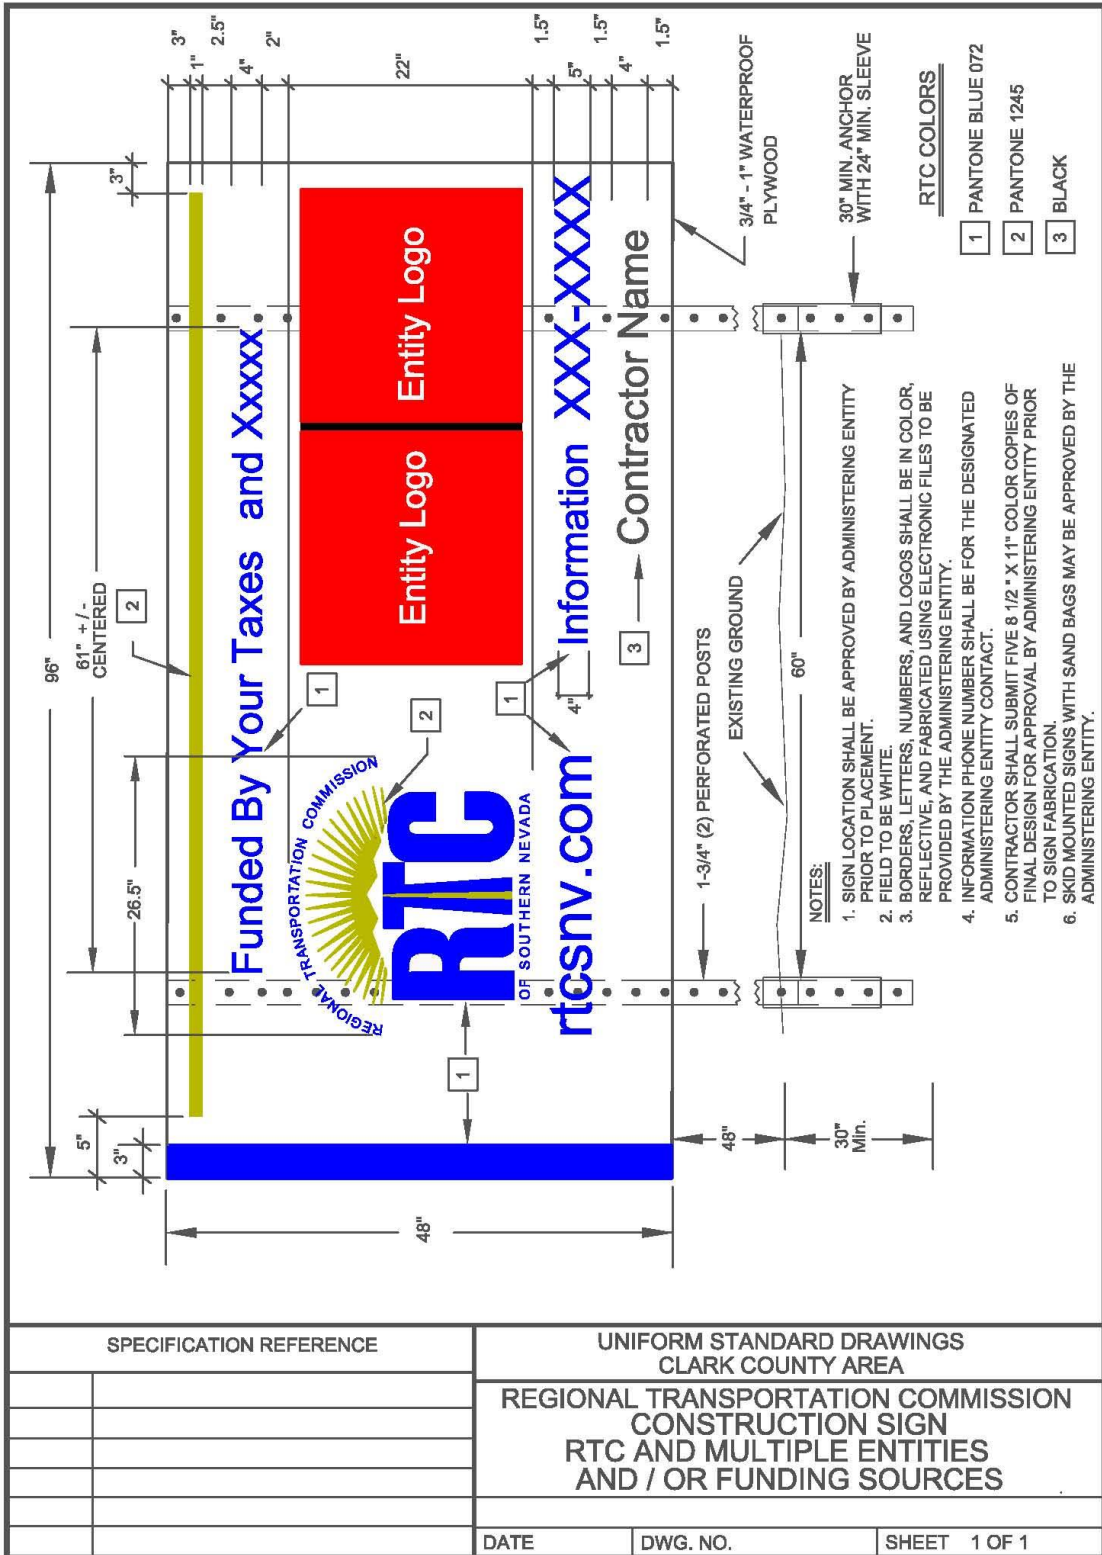 96"
61" +/-
CENTERED
26.5"
5"
3"
3"
2
3"
1"
2.5"
4"
2"
22"
1.5"
5"
1.5"
4"
1.5"
48"
Funded By Your Taxes and Xxxxx
1
REGIONAL TRANSPORTATION COMMISSION
RTC
OF SOUTHERN NEVADA
2
1
Entity Logo
Entity Logo
1
rtcsnv.com
4"
Information XXX-XXXX
3
Contractor Name
3/4" - 1" WATERPROOF
PLYWOOD
1-3/4" (2) PERFORATED POSTS
EXISTING GROUND
48"
30"
Min.
60"
30" MIN. ANCHOR
WITH 24" MIN. SLEEVE
NOTES:
1. SIGN LOCATION SHALL BE APPROVED BY ADMINISTERING ENTITY
PRIOR TO PLACEMENT.
2. FIELD TO BE WHITE.
3. BORDERS, LETTERS, NUMBERS, AND LOGOS SHALL BE IN COLOR,
REFLECTIVE, AND FABRICATED USING ELECTRONIC FILES TO BE
PROVIDED BY THE ADMINISTERING ENTITY.
4. INFORMATION PHONE NUMBER SHALL BE FOR THE DESIGNATED
ADMINISTERING ENTITY CONTACT.
5. CONTRACTOR SHALL SUBMIT FIVE 8 1/2 " X 11" COLOR COPIES OF
FINAL DESIGN FOR APPROVAL BY ADMINISTERING ENTITY PRIOR
TO SIGN FABRICATION.
6. SKID MOUNTED SIGNS WITH SAND BAGS MAY BE APPROVED BY THE
ADMINISTERING ENTITY.
RTC COLORS
1 PANTONE BLUE 072
2 PANTONE 1245
3 BLACK
SPECIFICATION REFERENCE
UNIFORM STANDARD DRAWINGS
CLARK COUNTY AREA
REGIONAL TRANSPORTATION COMMISSION
CONSTRUCTION SIGN
RTC AND MULTIPLE ENTITIES
AND / OR FUNDING SOURCES
DATE
DWG. NO.
SHEET 1 OF 1